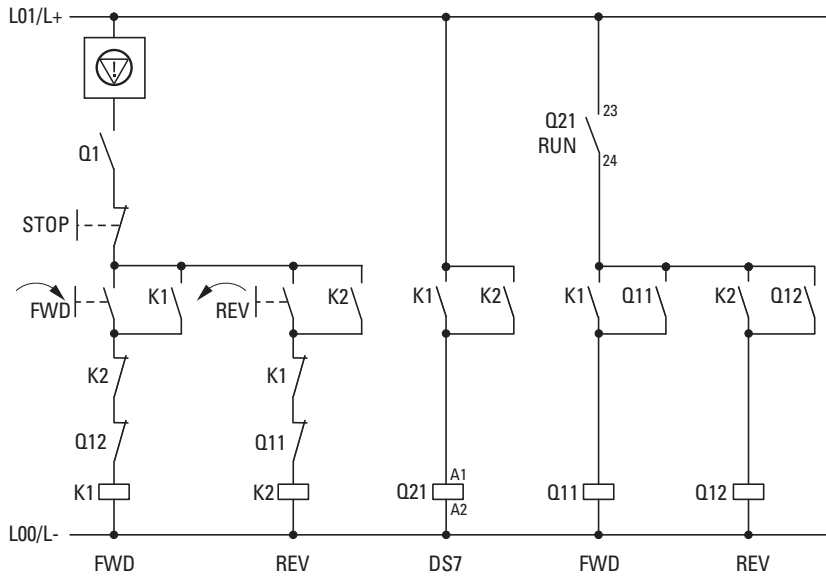 L01/L+
Q1
Q21 23
RUN 24
STOP
FWD K1 REV K2 K1 K2 K1 Q11 K2 Q12
K2 K1
Q12 Q11
K1 K2 Q21 A1 A2 Q11 Q12
L00/L-
FWD REV DS7 FWD REV